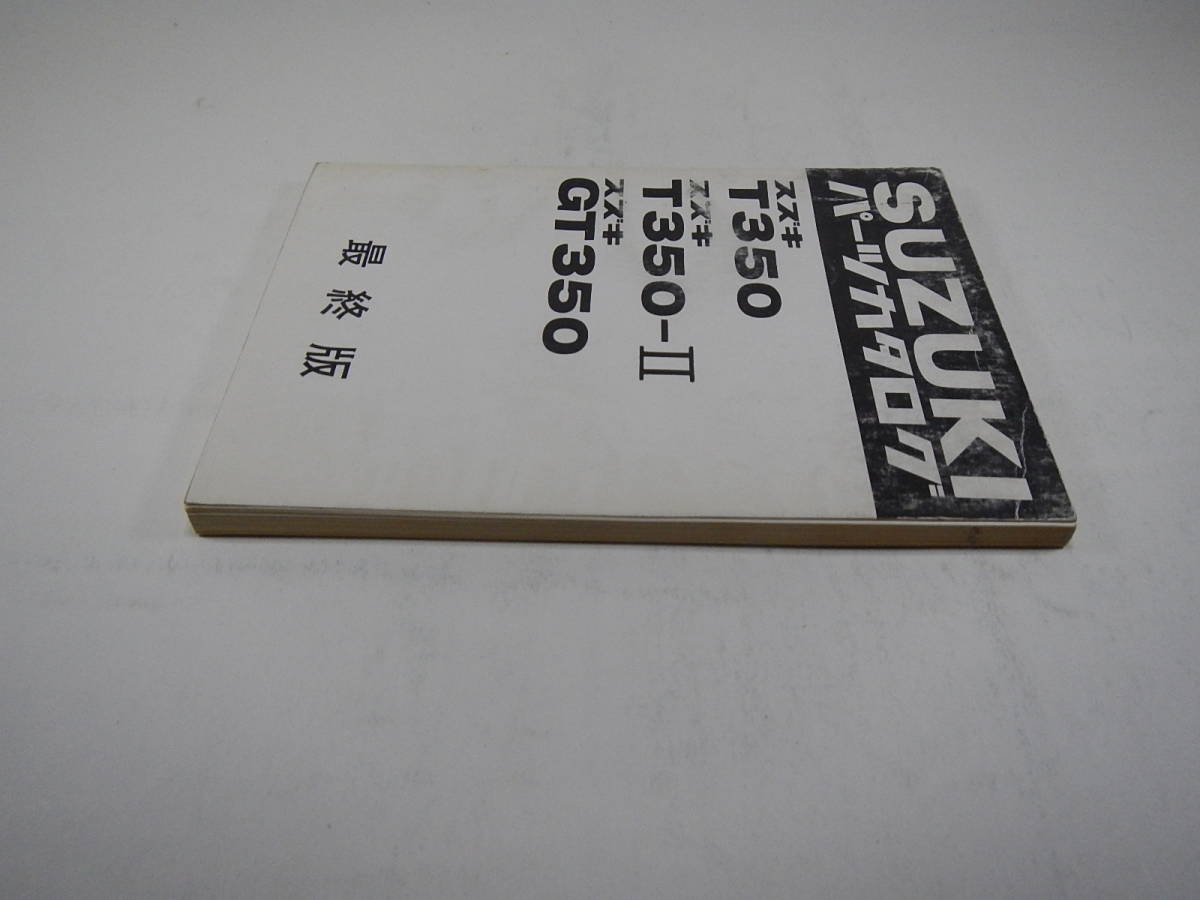 SUZUKI
パーツカタログ
スズキ
T350
スズキ
T350-II
スズキ
GT350
最終版